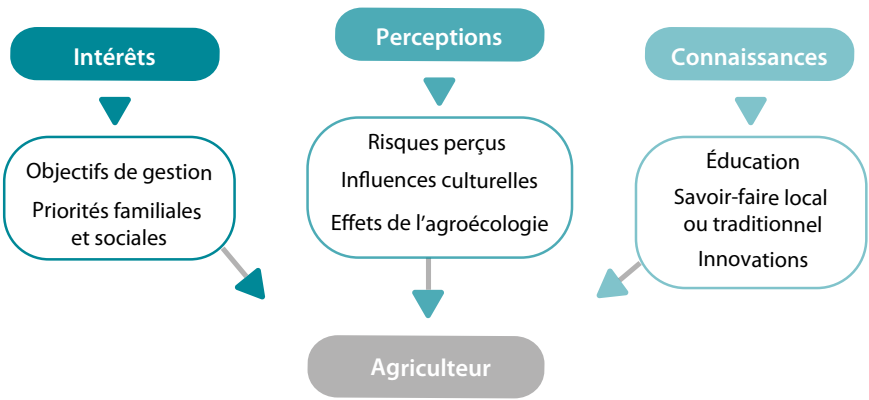 Intérêts
Objectifs de gestion
Priorités familiales
et sociales
Perceptions
Risques perçus
Influences culturelles
Effets de l’agroécologie
Connaissances
Éducation
Savoir-faire local
ou traditionnel
Innovations
Agriculteur